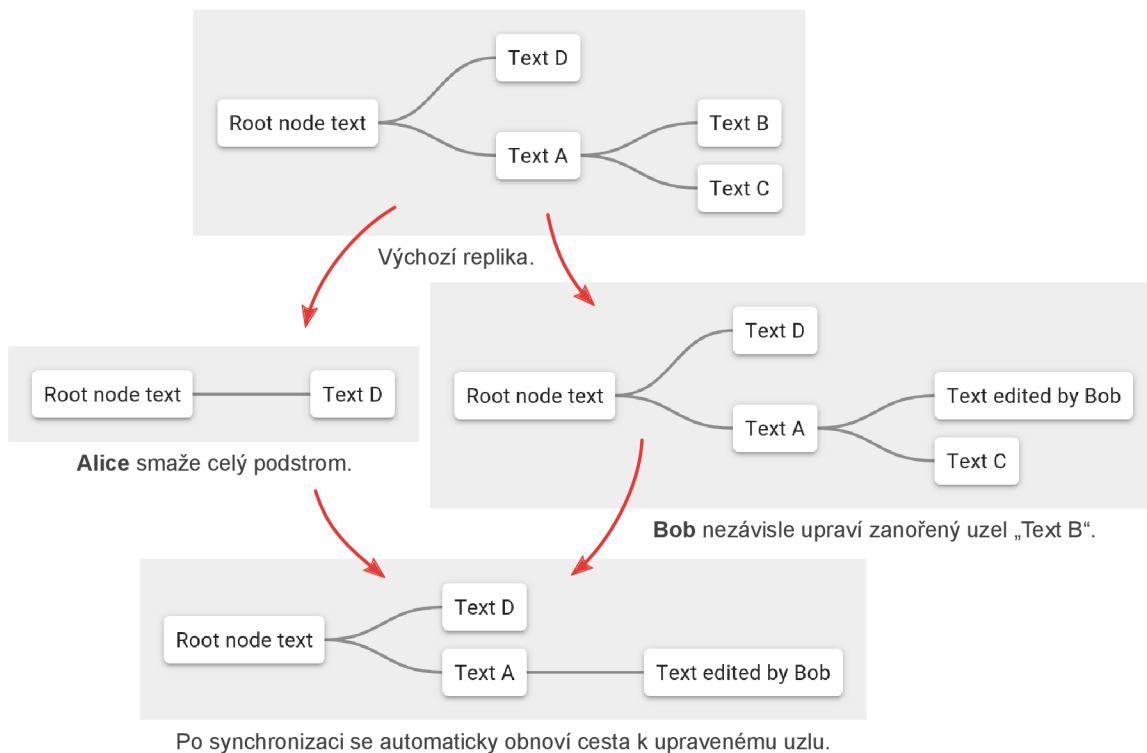 Text D
Root node text
Text B
Text A
Text C
Výchozí replika.
Root node text
Text D
Alice smaže celý podstrom.
Text D
Root node text
Text edited by Bob
Text A
Text C
Bob nezávisle upraví zanořený uzel „Text B“.
Text D
Root node text
Text A
Text edited by Bob
Po synchronizaci se automaticky obnoví cesta k upravenému uzlu.